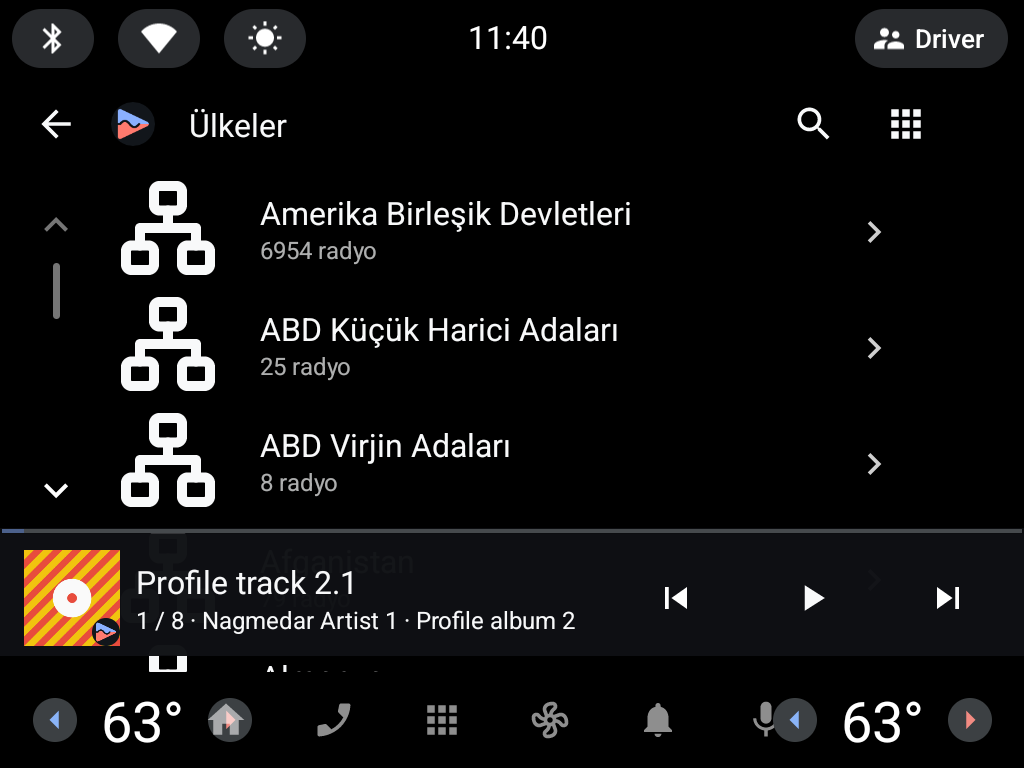 11:40
Driver
Ülkeler
Amerika Birleşik Devletleri
6954 radyo
ABD Küçük Harici Adaları
25 radyo
ABD Virjin Adaları
8 radyo
Afganistan
Profile track 2.1
1 / 8 · Nagmedar Artist 1 · Profile album 2
63°
63°